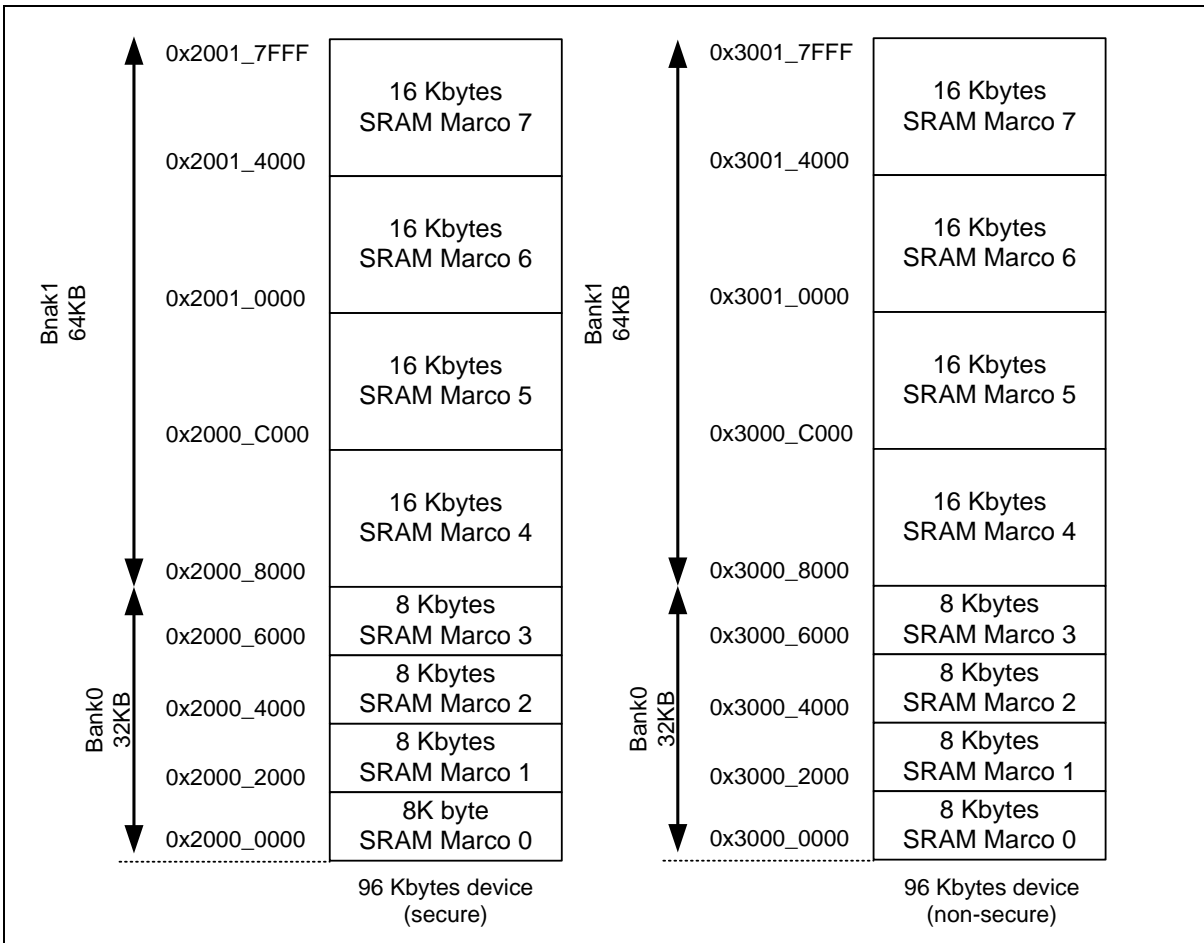 0x2001_7FFF
16 Kbytes
SRAM Marco 7
0x2001_4000
16 Kbytes
SRAM Marco 6
0x2001_0000
Bnak1
64KB
16 Kbytes
SRAM Marco 5
0x2000_C000
16 Kbytes
SRAM Marco 4
0x2000_8000
8 Kbytes
SRAM Marco 3
0x2000_6000
8 Kbytes
SRAM Marco 2
Bank0
32KB
0x2000_4000
8 Kbytes
SRAM Marco 1
0x2000_2000
8K byte
SRAM Marco 0
0x2000_0000
96 Kbytes device
(secure)
0x3001_7FFF
16 Kbytes
SRAM Marco 7
0x3001_4000
16 Kbytes
SRAM Marco 6
0x3001_0000
Bank1
64KB
16 Kbytes
SRAM Marco 5
0x3000_C000
16 Kbytes
SRAM Marco 4
0x3000_8000
8 Kbytes
SRAM Marco 3
0x3000_6000
8 Kbytes
SRAM Marco 2
Bank0
32KB
0x3000_4000
8 Kbytes
SRAM Marco 1
0x3000_2000
8 Kbytes
SRAM Marco 0
0x3000_0000
96 Kbytes device
(non-secure)